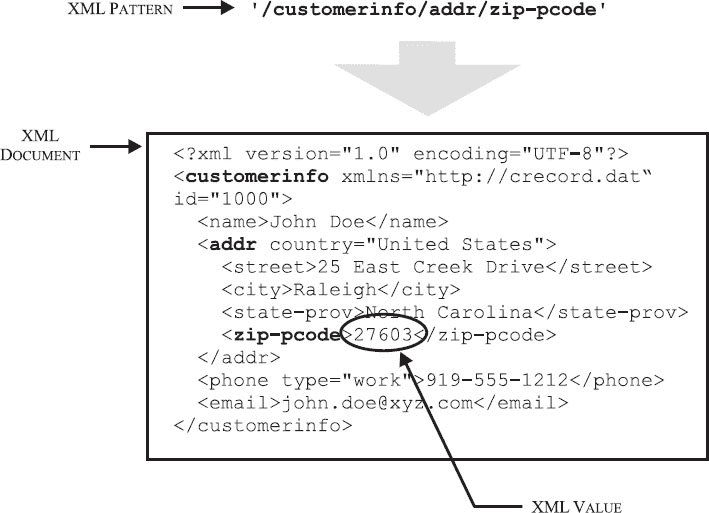 XML PATTERN
'/customerinfo/addr/zip-pcode'
XML
DOCUMENT
<?xml version="1.0" encoding="UTF-8"?>
<customerinfo xmlns="http://crecord.dat“
id="1000">
<name>John Doe</name>
<addr country="United States">
<street>25 East Creek Drive</street>
<city>Raleigh</city>
<state-prov>North Carolina</state-prov>
<zip-pcode>27603</zip-pcode>
</addr>
<phone type="work">919-555-1212</phone>
<email>john.doe@xyz.com</email>
</customerinfo>
XML VALUE